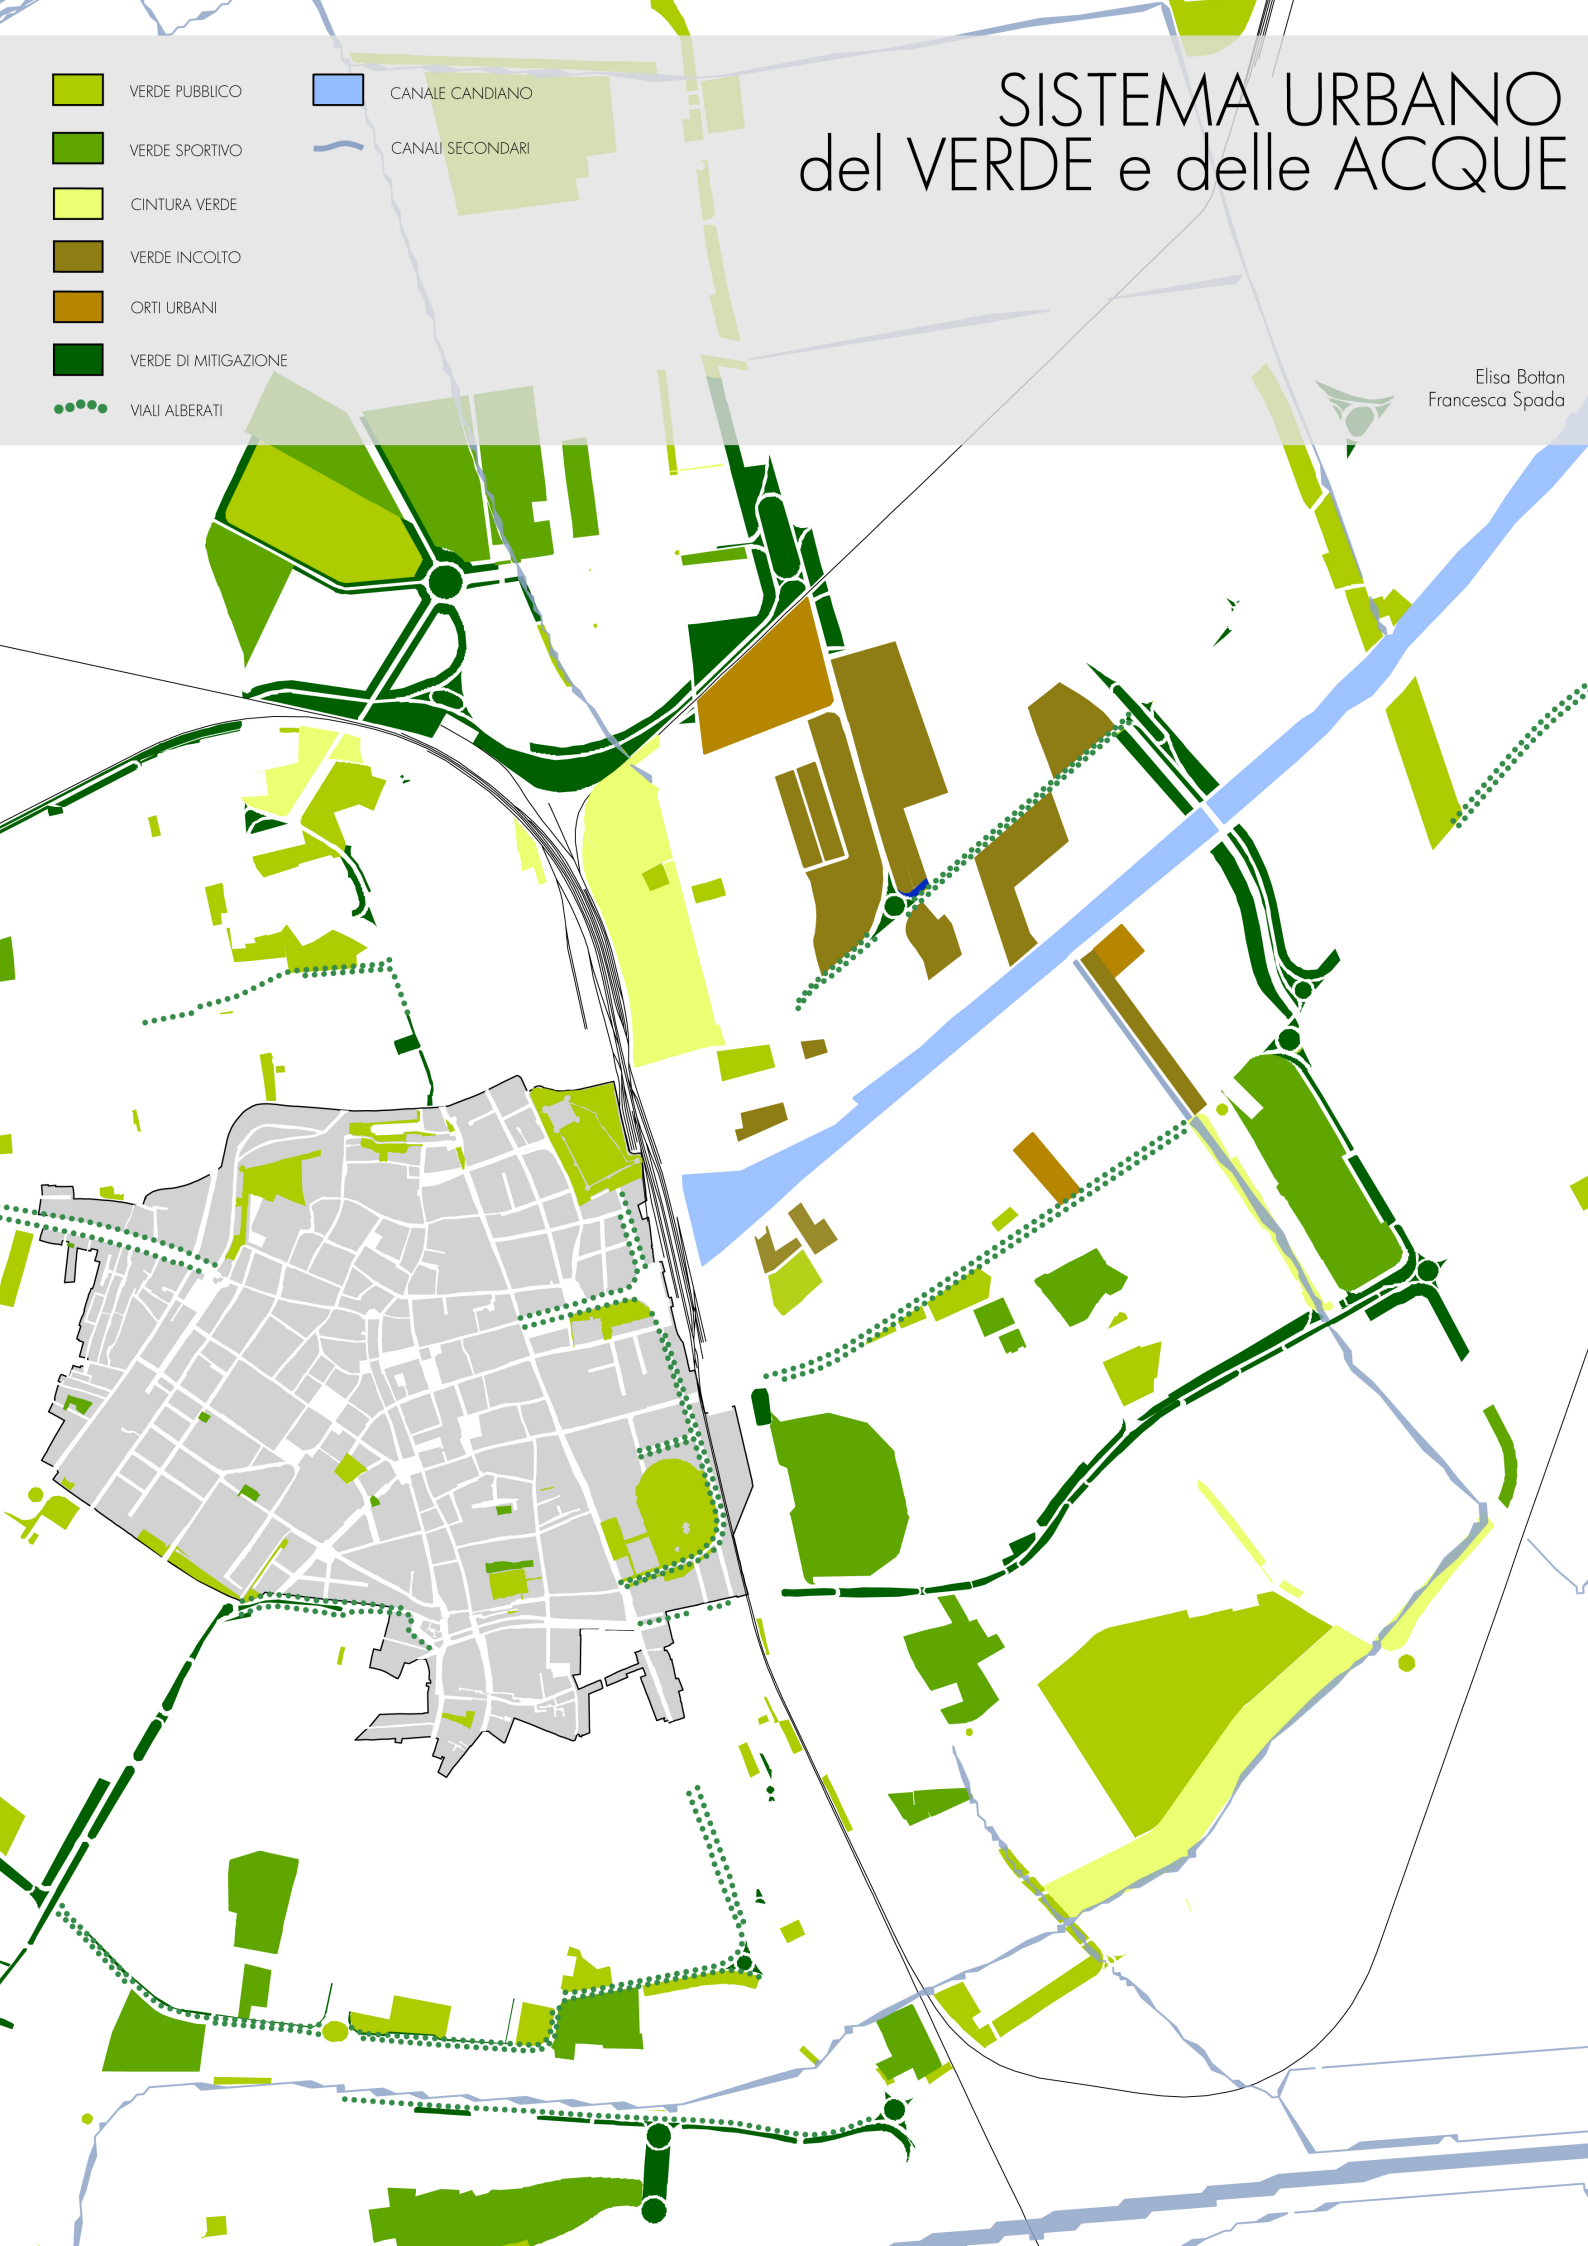 SISTEMA URBANO
del VERDE e delle ACQUE
VERDE PUBBLICO
VERDE SPORTIVO
CINTURA VERDE
VERDE INCOLTO
ORTI URBANI
VERDE DI MITIGAZIONE
VIALI ALBERATI
CANALE CANDIANO
CANALI SECONDARI
Elisa Bottan
Francesca Spada